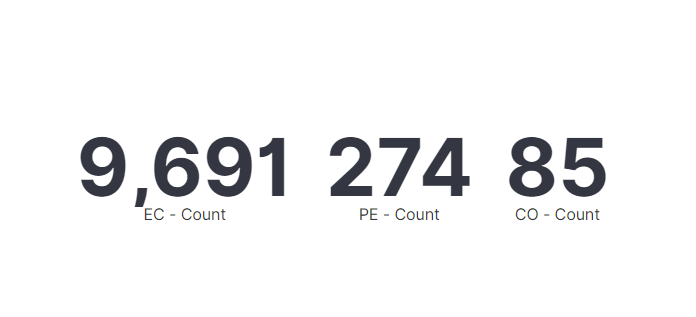 9,691 274 85
EC - Count PE - Count CO - Count